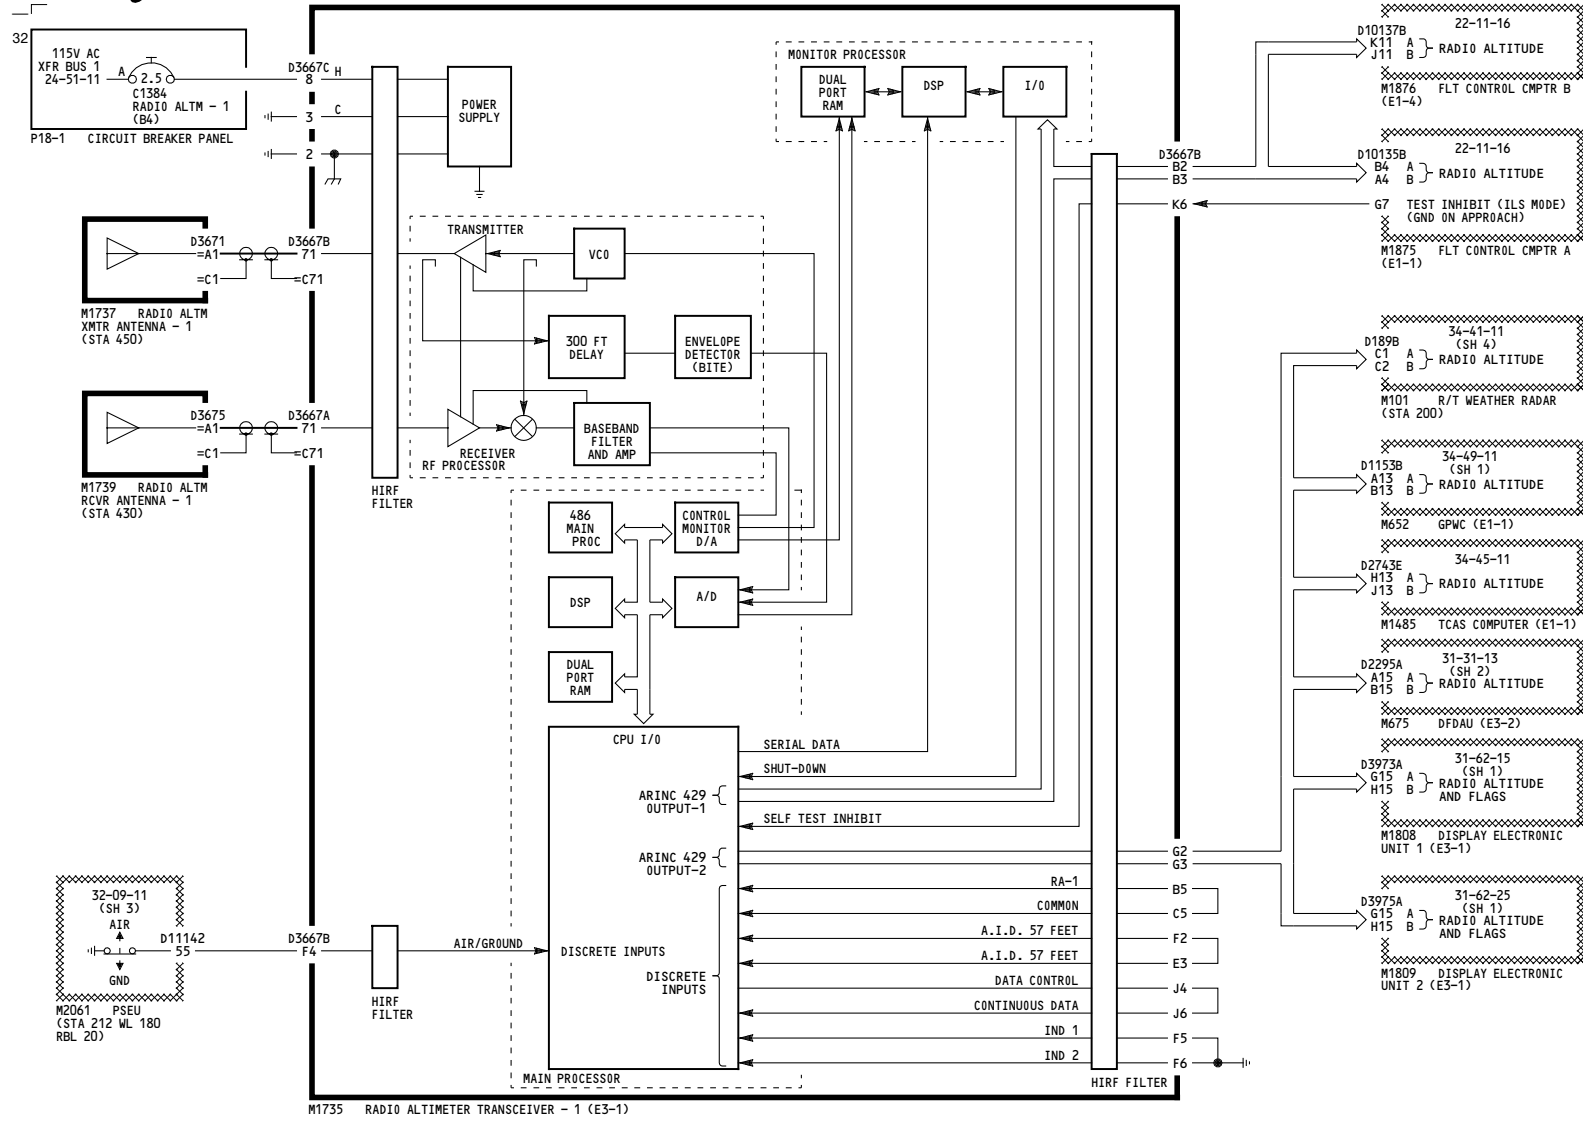 32
115V AC
XFR BUS 1
24-51-11
A
2.5
C1384
RADIO ALTM - 1
(B4)
P18-1 CIRCUIT BREAKER PANEL
D3667C
8
H
3
C
2
POWER
SUPPLY
D3671
=A1
=C1
D3667B
71
=C71
M1737 RADIO ALTM
XMTR ANTENNA - 1
(STA 450)
D3675
=A1
=C1
D3667A
71
=C71
M1739 RADIO ALTM
RCVR ANTENNA - 1
(STA 430)
HIRF
FILTER
TRANSMITTER
VCO
300 FT
DELAY
ENVELOPE
DETECTOR
(BITE)
BASEBAND
FILTER
AND AMP
RECEIVER
RF PROCESSOR
MONITOR PROCESSOR
DUAL
PORT
RAM
DSP
I/O
486
MAIN
PROC
CONTROL
MONITOR
D/A
DSP
A/D
DUAL
PORT
RAM
CPU I/O
SERIAL DATA
SHUT-DOWN
ARINC 429
OUTPUT-1
SELF TEST INHIBIT
ARINC 429
OUTPUT-2
RA-1
COMMON
A.I.D. 57 FEET
A.I.D. 57 FEET
DATA CONTROL
CONTINUOUS DATA
IND 1
IND 2
DISCRETE INPUTS
DISCRETE
INPUTS
AIR/GROUND
MAIN PROCESSOR
32-09-11
(SH 3)
AIR
GND
D11142
55
D3667B
F4
M2061 PSEU
(STA 212 WL 180
RBL 20)
HIRF
FILTER
HIRF FILTER
M1735 RADIO ALTIMETER TRANSCEIVER - 1 (E3-1)
D3667B
B2
B3
K6
G2
G3
B5
C5
F2
E3
J4
J6
F5
F6
22-11-16
D10137B
K11 A
J11 B
RADIO ALTITUDE
M1876 FLT CONTROL CMPTR B
(E1-4)
22-11-16
D10135B
B4 A
A4 B
RADIO ALTITUDE
G7 TEST INHIBIT (ILS MODE)
(GND ON APPROACH)
M1875 FLT CONTROL CMPTR A
(E1-1)
34-41-11
(SH 4)
D189B
C1 A
C2 B
RADIO ALTITUDE
M101 R/T WEATHER RADAR
(STA 200)
34-49-11
(SH 1)
D1153B
A13 A
B13 B
RADIO ALTITUDE
M652 GPWC (E1-1)
34-45-11
D2743E
H13 A
J13 B
RADIO ALTITUDE
M1485 TCAS COMPUTER (E1-1)
31-31-13
(SH 2)
D2295A
A15 A
B15 B
RADIO ALTITUDE
M675 DFDAU (E3-2)
31-62-15
(SH 1)
D3973A
G15 A
H15 B
RADIO ALTITUDE
AND FLAGS
M1808 DISPLAY ELECTRONIC
UNIT 1 (E3-1)
31-62-25
(SH 1)
D3975A
G15 A
H15 B
RADIO ALTITUDE
AND FLAGS
M1809 DISPLAY ELECTRONIC
UNIT 2 (E3-1)